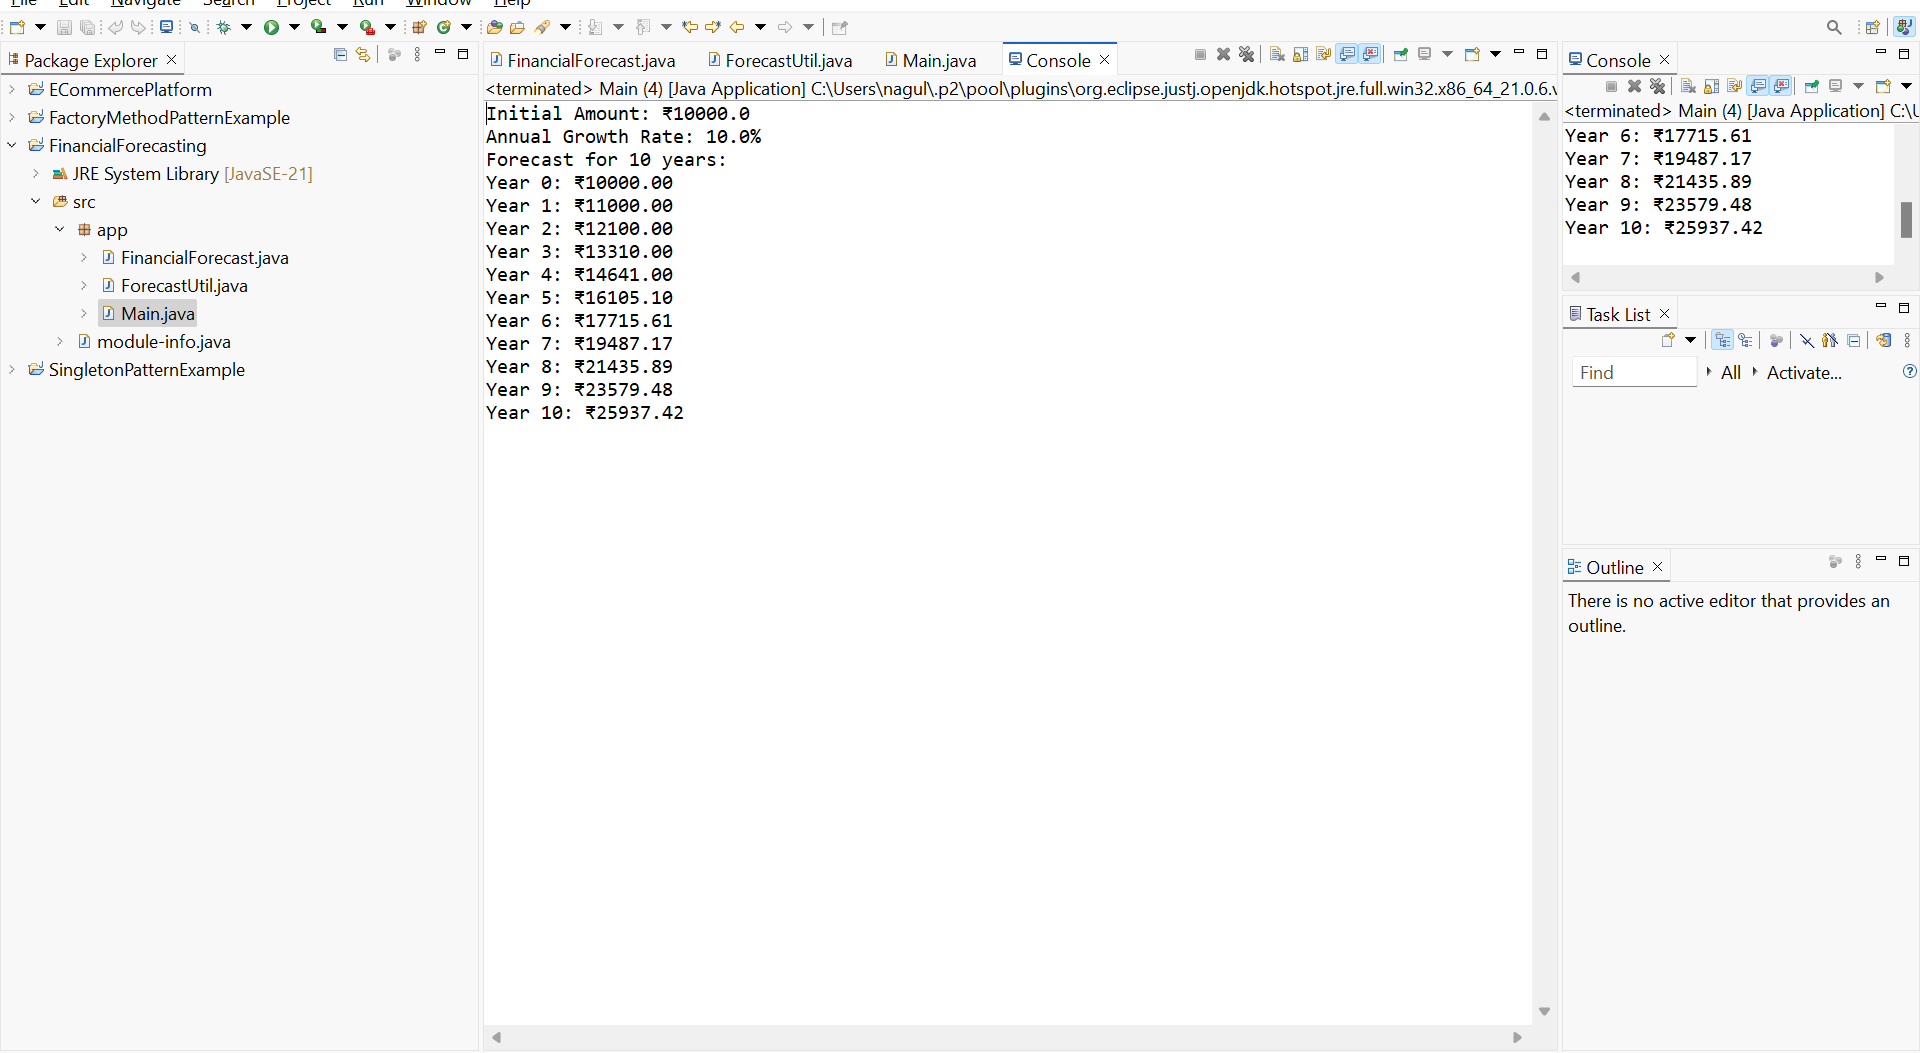 File Edit Navigate Search Project Run Window Help
Package Explorer
ECommercePlatform
FactoryMethodPatternExample
FinancialForecasting
JRE System Library [JavaSE-21]
src
app
FinancialForecast.java
ForecastUtil.java
Main.java
module-info.java
SingletonPatternExample
FinancialForecast.java ForecastUtil.java Main.java Console
<terminated> Main (4) [Java Application] C:\Users\nagul\.p2\pool\plugins\org.eclipse.justj.openjdk.hotspot.jre.full.win32.x86_64_21.0.6.v
Initial Amount: ₹10000.0
Annual Growth Rate: 10.0%
Forecast for 10 years:
Year 0: ₹10000.00
Year 1: ₹11000.00
Year 2: ₹12100.00
Year 3: ₹13310.00
Year 4: ₹14641.00
Year 5: ₹16105.10
Year 6: ₹17715.61
Year 7: ₹19487.17
Year 8: ₹21435.89
Year 9: ₹23579.48
Year 10: ₹25937.42
Console
<terminated> Main (4) [Java Application] C:\U
Year 6: ₹17715.61
Year 7: ₹19487.17
Year 8: ₹21435.89
Year 9: ₹23579.48
Year 10: ₹25937.42
Task List
Find All Activate...
Outline
There is no active editor that provides an
outline.